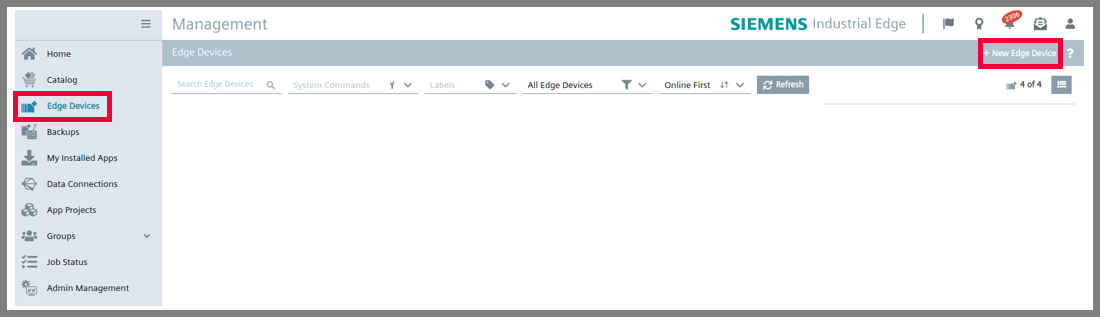 Management
SIEMENS Industrial Edge
2306
Home
Edge Devices
+ New Edge Device ?
Catalog
Search Edge Devices
System Commands
Labels
All Edge Devices
Online First
Refresh
4 of 4
Edge Devices
Backups
My Installed Apps
Data Connections
App Projects
Groups
Job Status
Admin Management